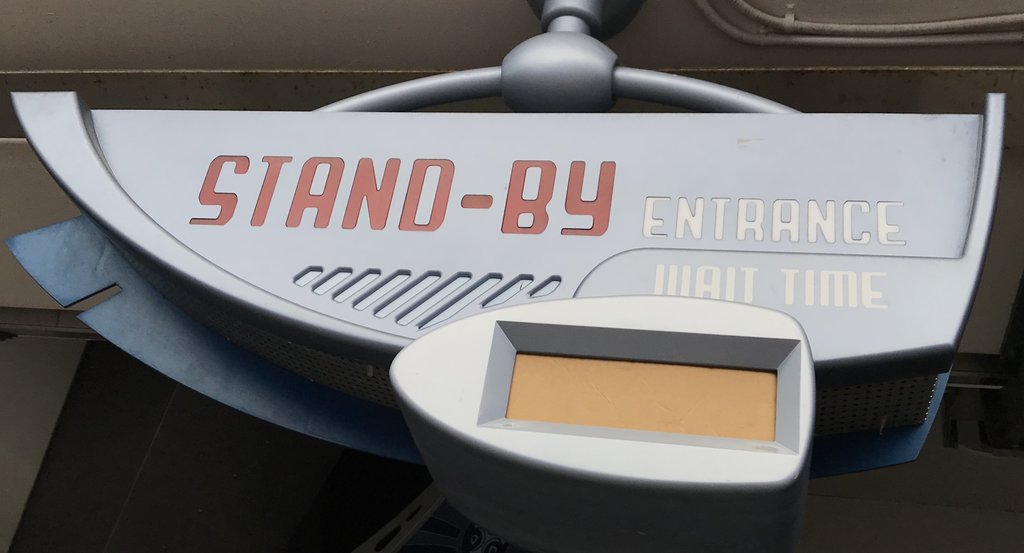 STAND-BY ENTRANCE
WAIT TIME